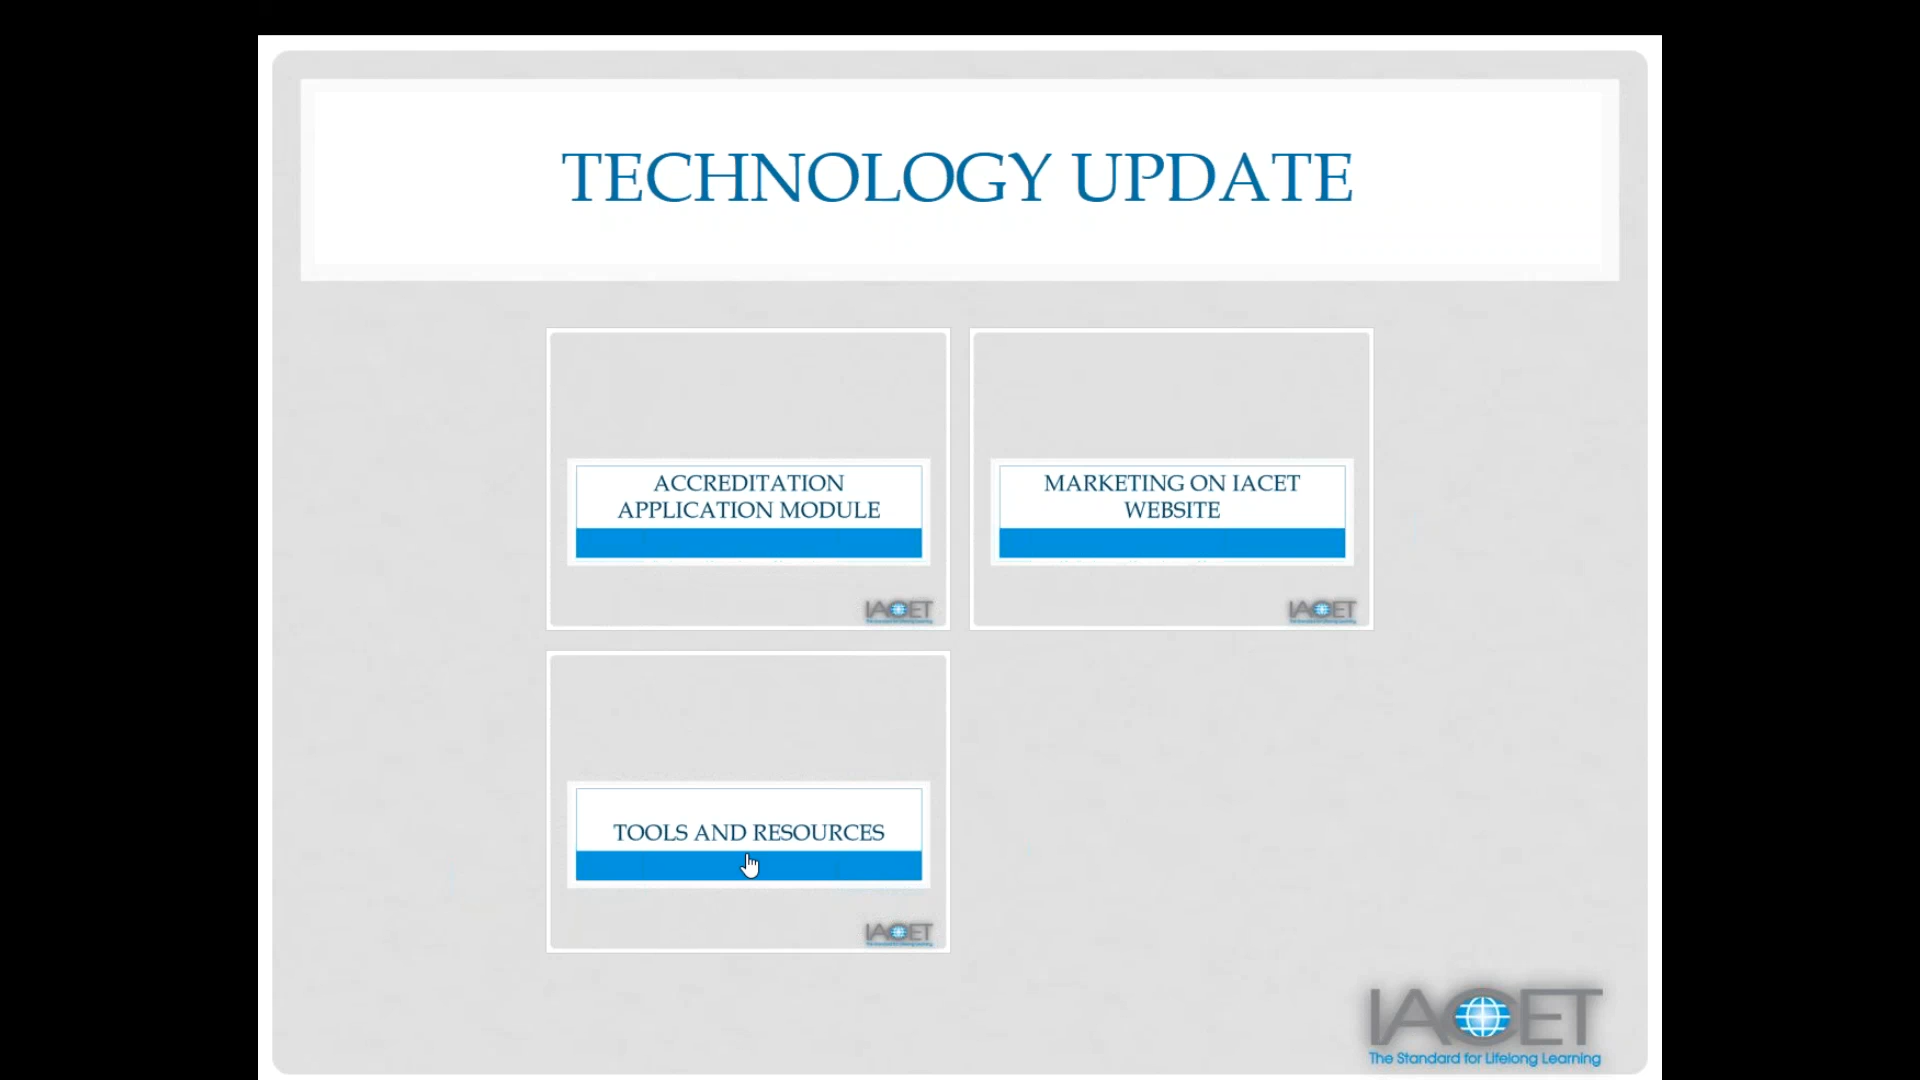 TECHNOLOGY UPDATE
ACCREDITATION
APPLICATION MODULE
IACET
MARKETING ON IACET
WEBSITE
IACET
TOOLS AND RESOURCES
IACET
IACET
The Standard for Lifelong Learning